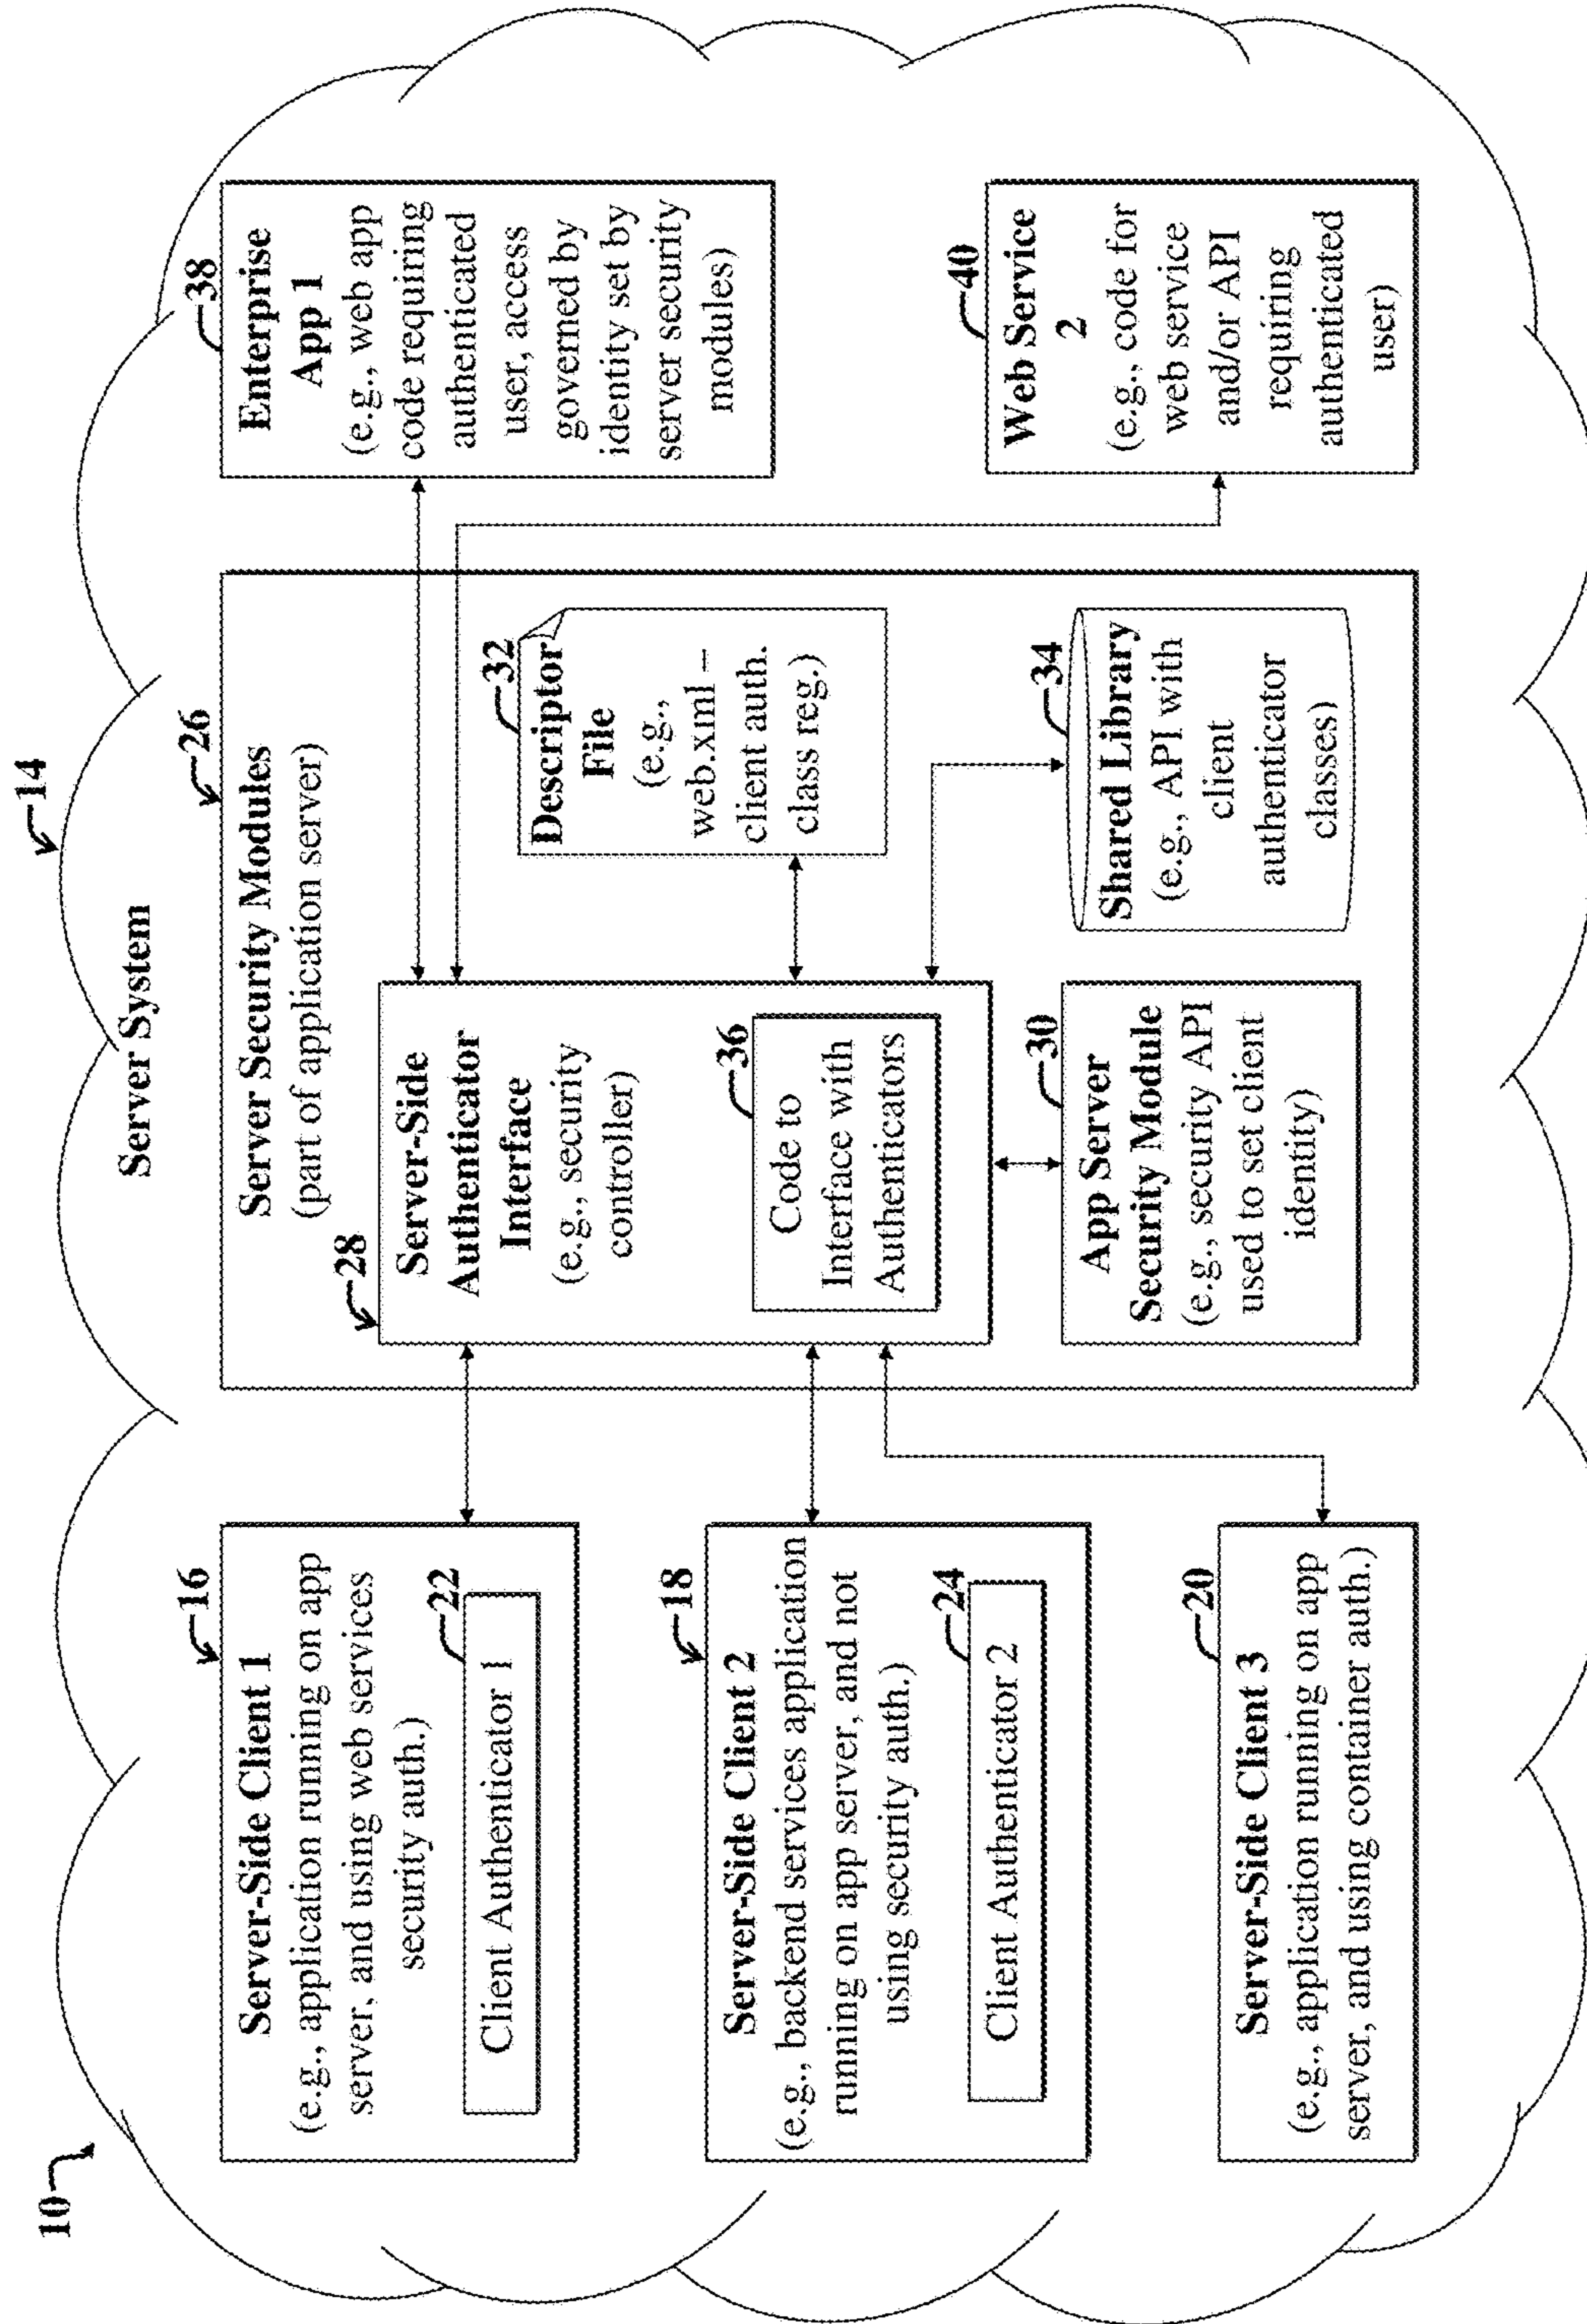 10
14
Server System
16
Server-Side Client 1
(e.g., application running on app
server, and using web services
security auth.)
22
Client Authenticator 1
18
Server-Side Client 2
(e.g., backend services application
running on app server, and not
using security auth.)
24
Client Authenticator 2
20
Server-Side Client 3
(e.g., application running on app
server, and using container auth.)
26
Server Security Modules
(part of application server)
28
Server-Side
Authenticator
Interface
(e.g., security
controller)
36
Code to
Interface with
Authenticators
30
App Server
Security Module
(e.g., security API
used to set client
identity)
32
Descriptor
File
(e.g.,
web.xml –
client auth.
class reg.)
34
Shared Library
(e.g., API with
client
authenticator
classes)
38
Enterprise
App 1
(e.g., web app
code requiring
authenticated
user, access
governed by
identity set by
server security
modules)
40
Web Service
2
(e.g., code for
web service
and/or API
requiring
authenticated
user)